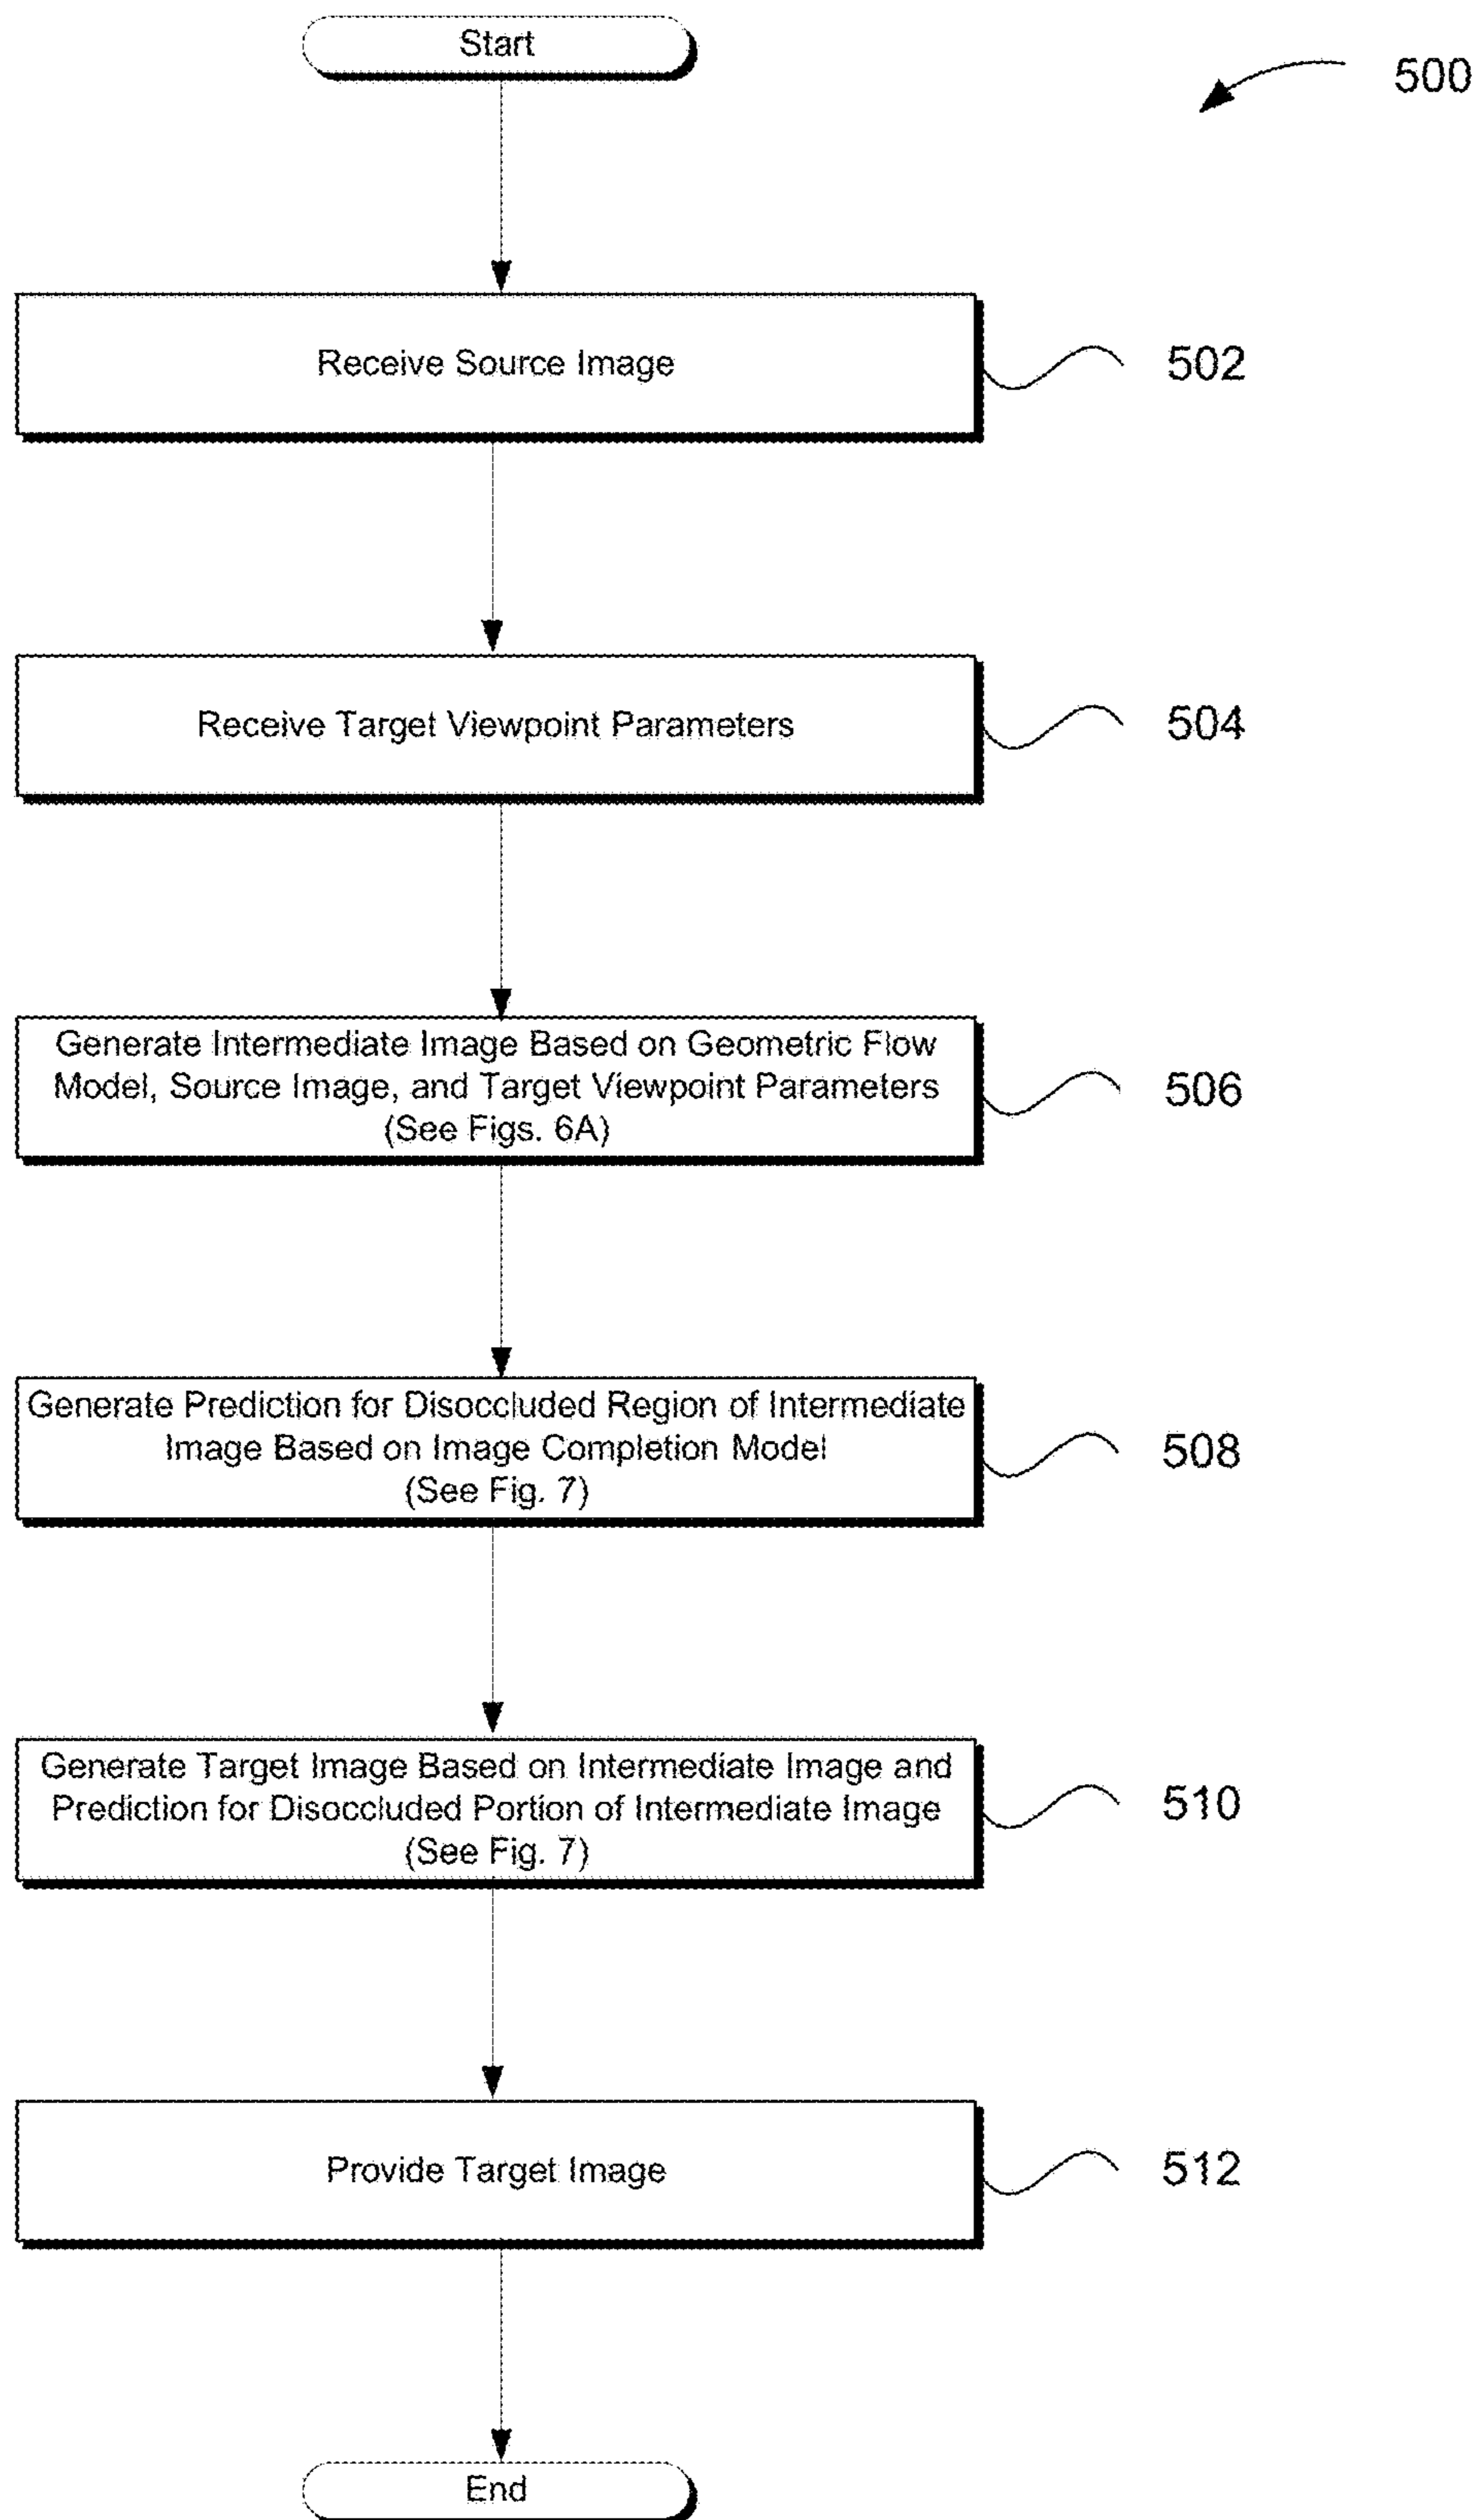 Start
500
Receive Source Image
502
Receive Target Viewpoint Parameters
504
Generate Intermediate Image Based on Geometric Flow
Model, Source Image, and Target Viewpoint Parameters
(See Figs. 6A)
506
Generate Prediction for Disoccluded Region of Intermediate
Image Based on Image Completion Model
(See Fig. 7)
508
Generate Target Image Based on Intermediate Image and
Prediction for Disoccluded Portion of Intermediate Image
(See Fig. 7)
510
Provide Target Image
512
End